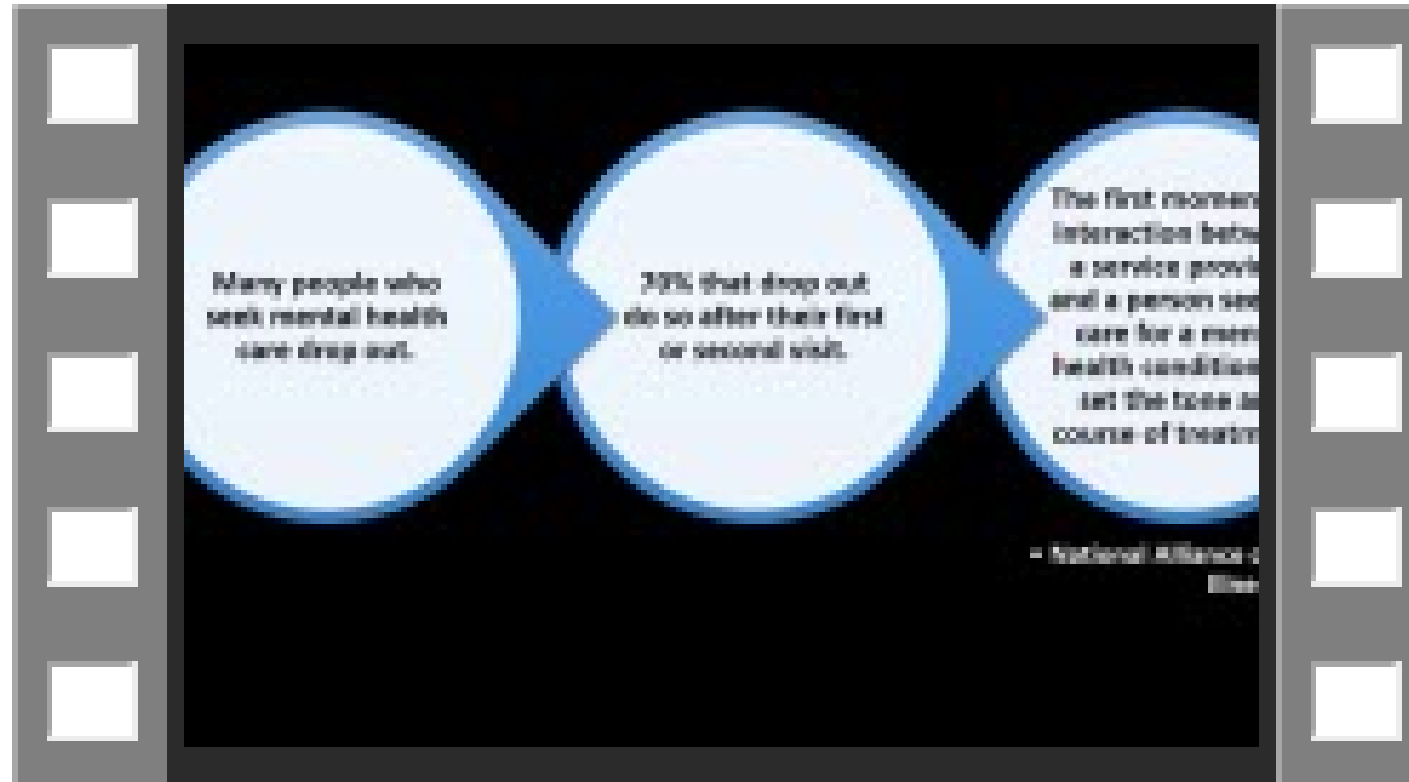 Many people who
seek mental health
care drop out.
70% that drop out
do so after their first
or second visit.
The first momen
interaction betw
a service provi
and a person see
care for a men
health condition
set the tone a
course of treatm
- National Alliance o
Illne